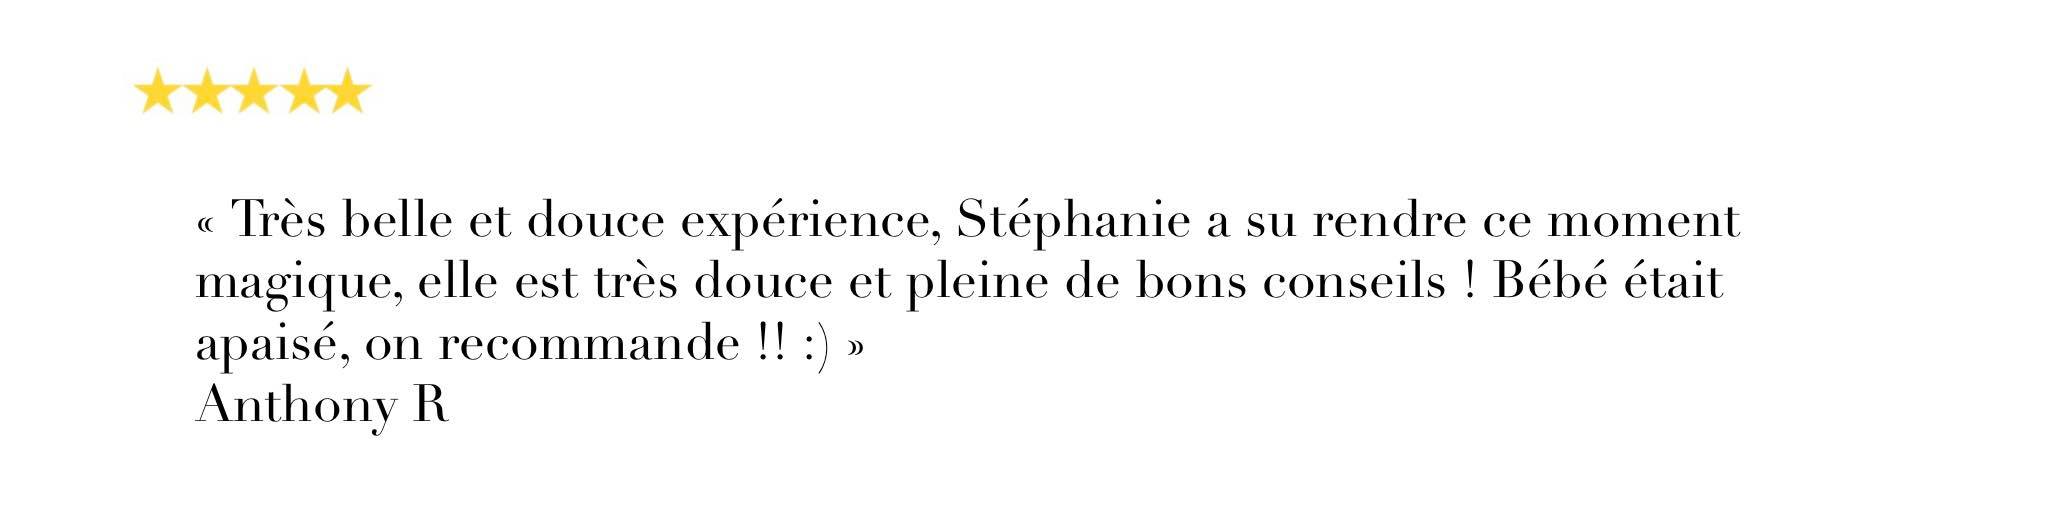 « Très belle et douce expérience, Stéphanie a su rendre ce moment
magique, elle est très douce et pleine de bons conseils ! Bébé était
apaisé, on recommande !! :) »
Anthony R